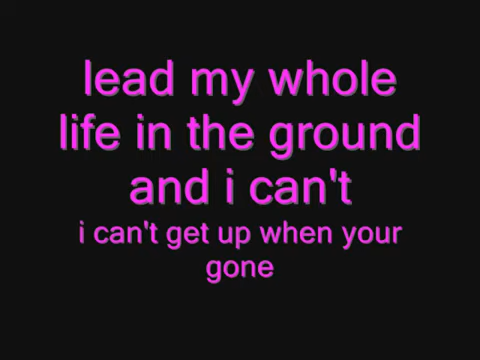 lead my whole
life in the ground
and i can't
i can't get up when your
gone